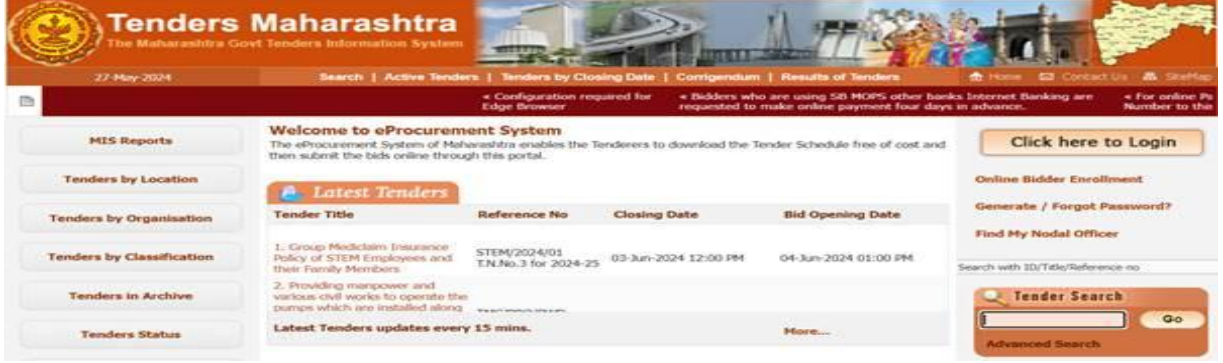 Tenders Maharashtra
The Maharashtra Govt Tenders Information System
27-May-2024
Search | Active Tenders | Tenders by Closing Date | Corrigendum | Results of Tenders
Home Contact Us SiteMap
« Configuration required for
Edge Browser
« Bidders who are using SB MOPS other banks Internet Banking are
requested to make online payment four days in advance.
« For online
Number to the
MIS Reports
Tenders by Location
Tenders by Organisation
Tenders by Classification
Tenders in Archive
Tenders Status
Welcome to eProcurement System
The eProcurement System of Maharashtra enables the Tenderers to download the Tender Schedule free of cost and
then submit the bids online through this portal.
Latest Tenders
Tender Title Reference No Closing Date Bid Opening Date
1. Group Mediclaim Insurance
Policy of STEM Employees and
their Family Members
STEM/2024/01
T.N.No.3 for 2024-25
03-Jun-2024 12:00 PM
04-Jun-2024 01:00 PM
2. Providing manpower and
various civil works to operate the
pumps which are installed along
Latest Tenders updates every 15 mins.
More...
Click here to Login
Online Bidder Enrollment
Generate / Forgot Password?
Find My Nodal Officer
Search with ID/Title/Reference no
Tender Search
Go
Advanced Search